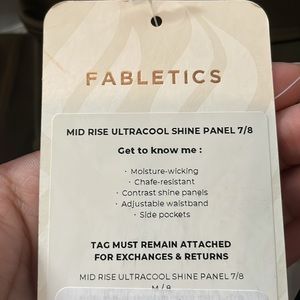 FABLETICS
MID RISE ULTRACOOL SHINE PANEL 7/8
Get to know me :
• Moisture-wicking
• Chafe-resistant
• Contrast shine panels
• Adjustable waistband
• Side pockets
TAG MUST REMAIN ATTACHED
FOR EXCHANGES & RETURNS
MID RISE ULTRACOOL SHINE PANEL 7/8